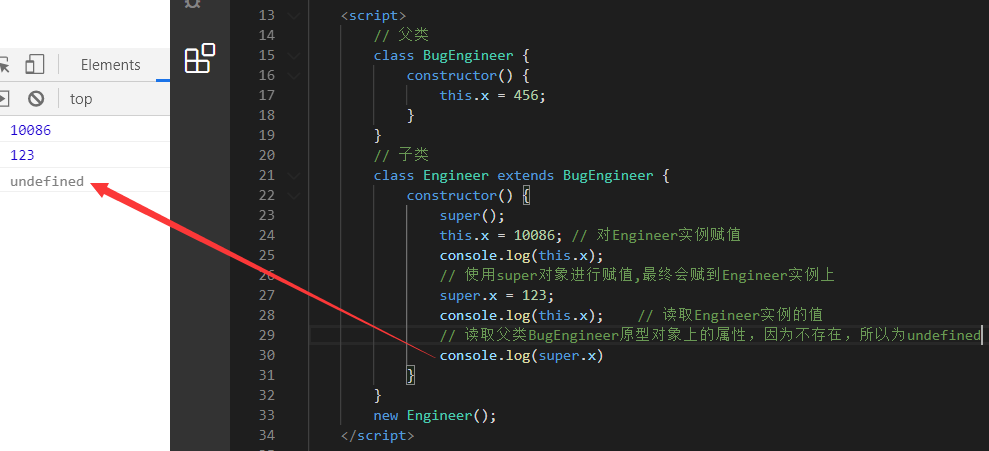 Elements
top
10086
123
undefined
13 <script>
14 // 父类
15 class BugEngineer {
16 constructor() {
17 this.x = 456;
18 }
19 }
20 // 子类
21 class Engineer extends BugEngineer {
22 constructor() {
23 super();
24 this.x = 10086; // 对Engineer实例赋值
25 console.log(this.x);
26 // 使用super对象进行赋值,最终会赋到Engineer实例上
27 super.x = 123;
28 console.log(this.x); // 读取Engineer实例的值
29 // 读取父类BugEngineer原型对象上的属性，因为不存在，所以为undefined
30 console.log(super.x)
31 }
32 }
33 new Engineer();
34 </script>